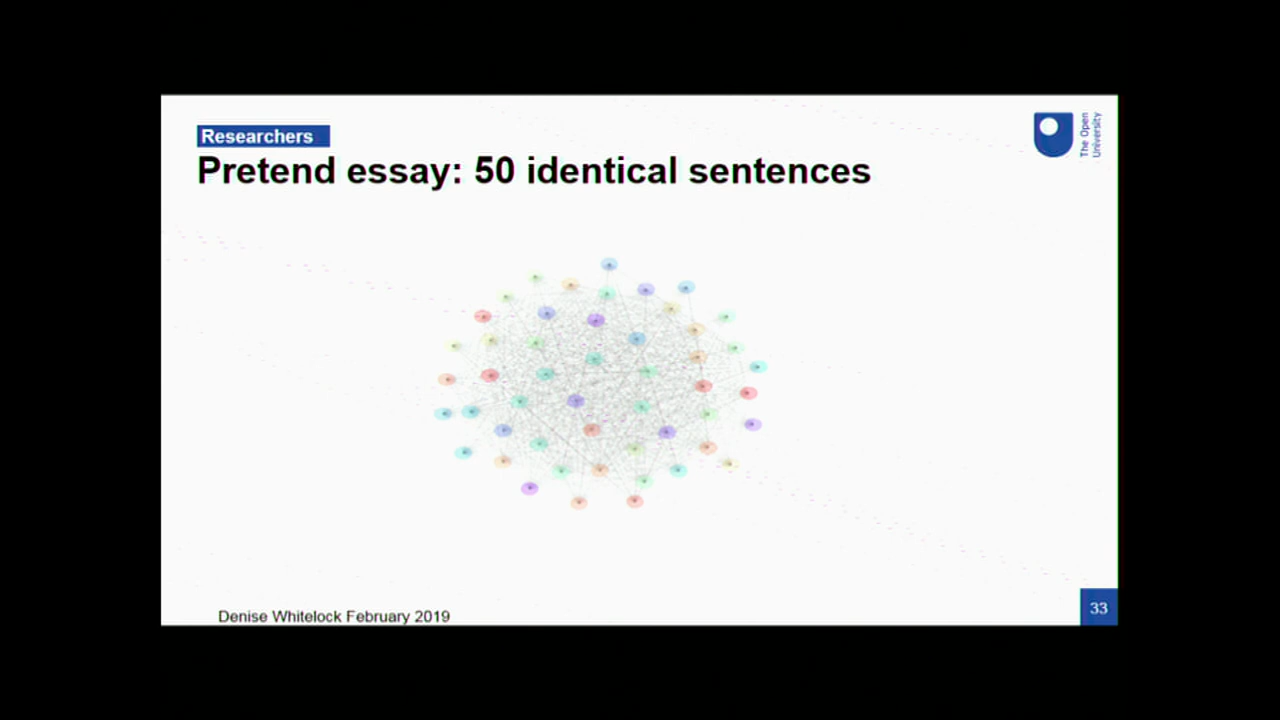 Researchers
Pretend essay: 50 identical sentences
The Open
University
Denise Whitelock February 2019
33